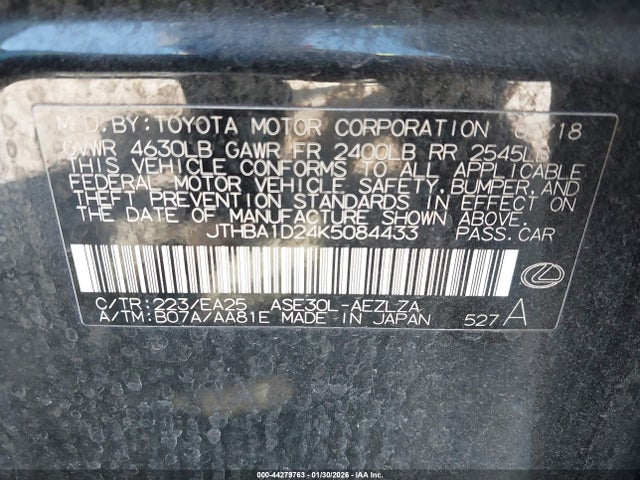 MFD.BY:TOYOTA MOTOR CORPORATION /18
GVWR 4630LB GAWR FR 2400LB RR 2545LB
THIS VEHICLE CONFORMS TO ALL APPLICABLE
FEDERAL MOTOR VEHICLE SAFETY,BUMPER,AND
THEFT PREVENTION STANDARDS IN EFFECT ON
THE DATE OF MANUFACTURE SHOWN ABOVE.
JTHBA1D24K5084433 PASS.CAR
C/TR:223/EA25 ASE30L-AEZLZA
A/TM:B07A/AA81E MADE IN JAPAN 527 A
000-44279763 - 01/30/2026 - IAA Inc.